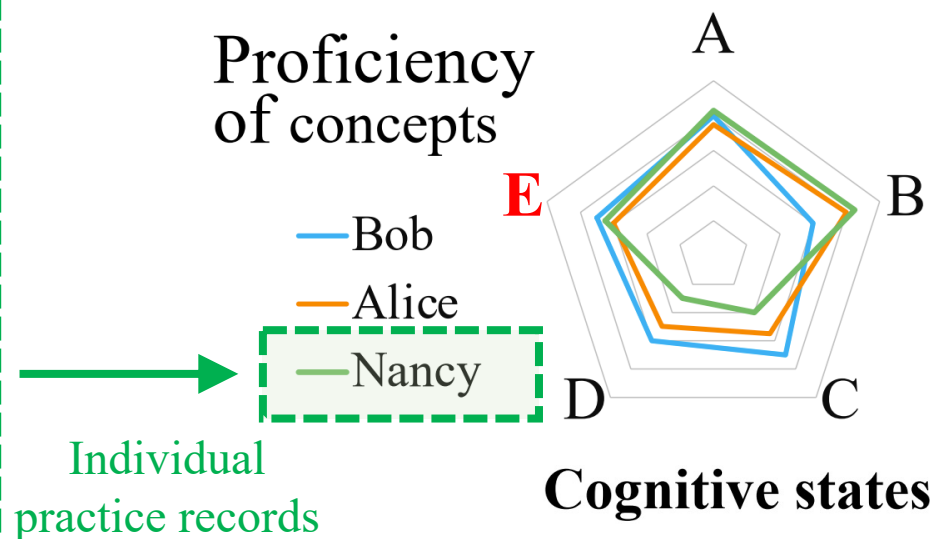 Proficiency
of concepts
A
B
C
D
E
Bob
Alice
Nancy
Individual
practice records
Cognitive states